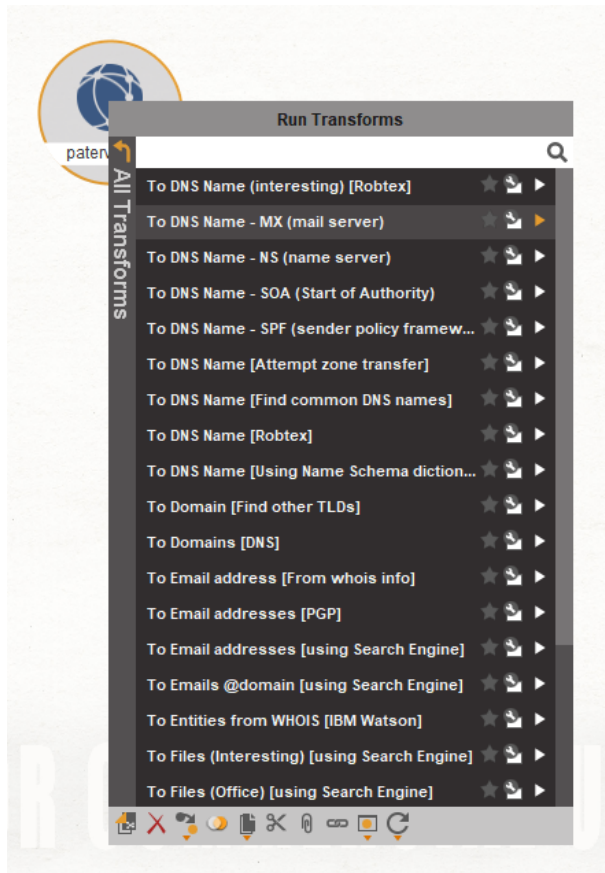 Run Transforms
All Transforms
To DNS Name (interesting) [Robtex]
To DNS Name - MX (mail server)
To DNS Name - NS (name server)
To DNS Name - SOA (Start of Authority)
To DNS Name - SPF (sender policy framew...
To DNS Name [Attempt zone transfer]
To DNS Name [Find common DNS names]
To DNS Name [Robtex]
To DNS Name [Using Name Schema diction...
To Domain [Find other TLDs]
To Domains [DNS]
To Email address [From whois info]
To Email addresses [PGP]
To Email addresses [using Search Engine]
To Emails @domain [using Search Engine]
To Entities from WHOIS [IBM Watson]
To Files (Interesting) [using Search Engine]
To Files (Office) [using Search Engine]